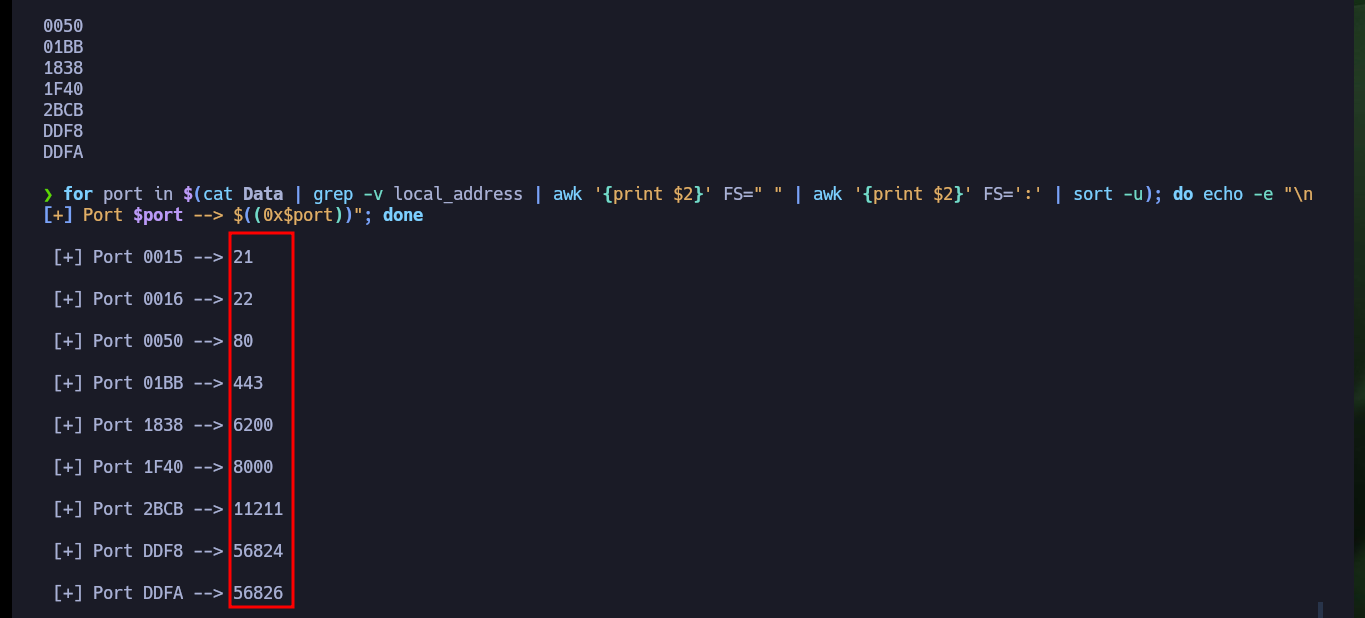 0050
01BB
1838
1F40
2BCB
DDF8
DDFA
❯ for port in $(cat Data | grep -v local_address | awk '{print $2}' FS=" " | awk '{print $2}' FS=':' | sort -u); do echo -e "\n
[+] Port $port --> $((0x$port))"; done
[+] Port 0015 --> 21
[+] Port 0016 --> 22
[+] Port 0050 --> 80
[+] Port 01BB --> 443
[+] Port 1838 --> 6200
[+] Port 1F40 --> 8000
[+] Port 2BCB --> 11211
[+] Port DDF8 --> 56824
[+] Port DDFA --> 56826